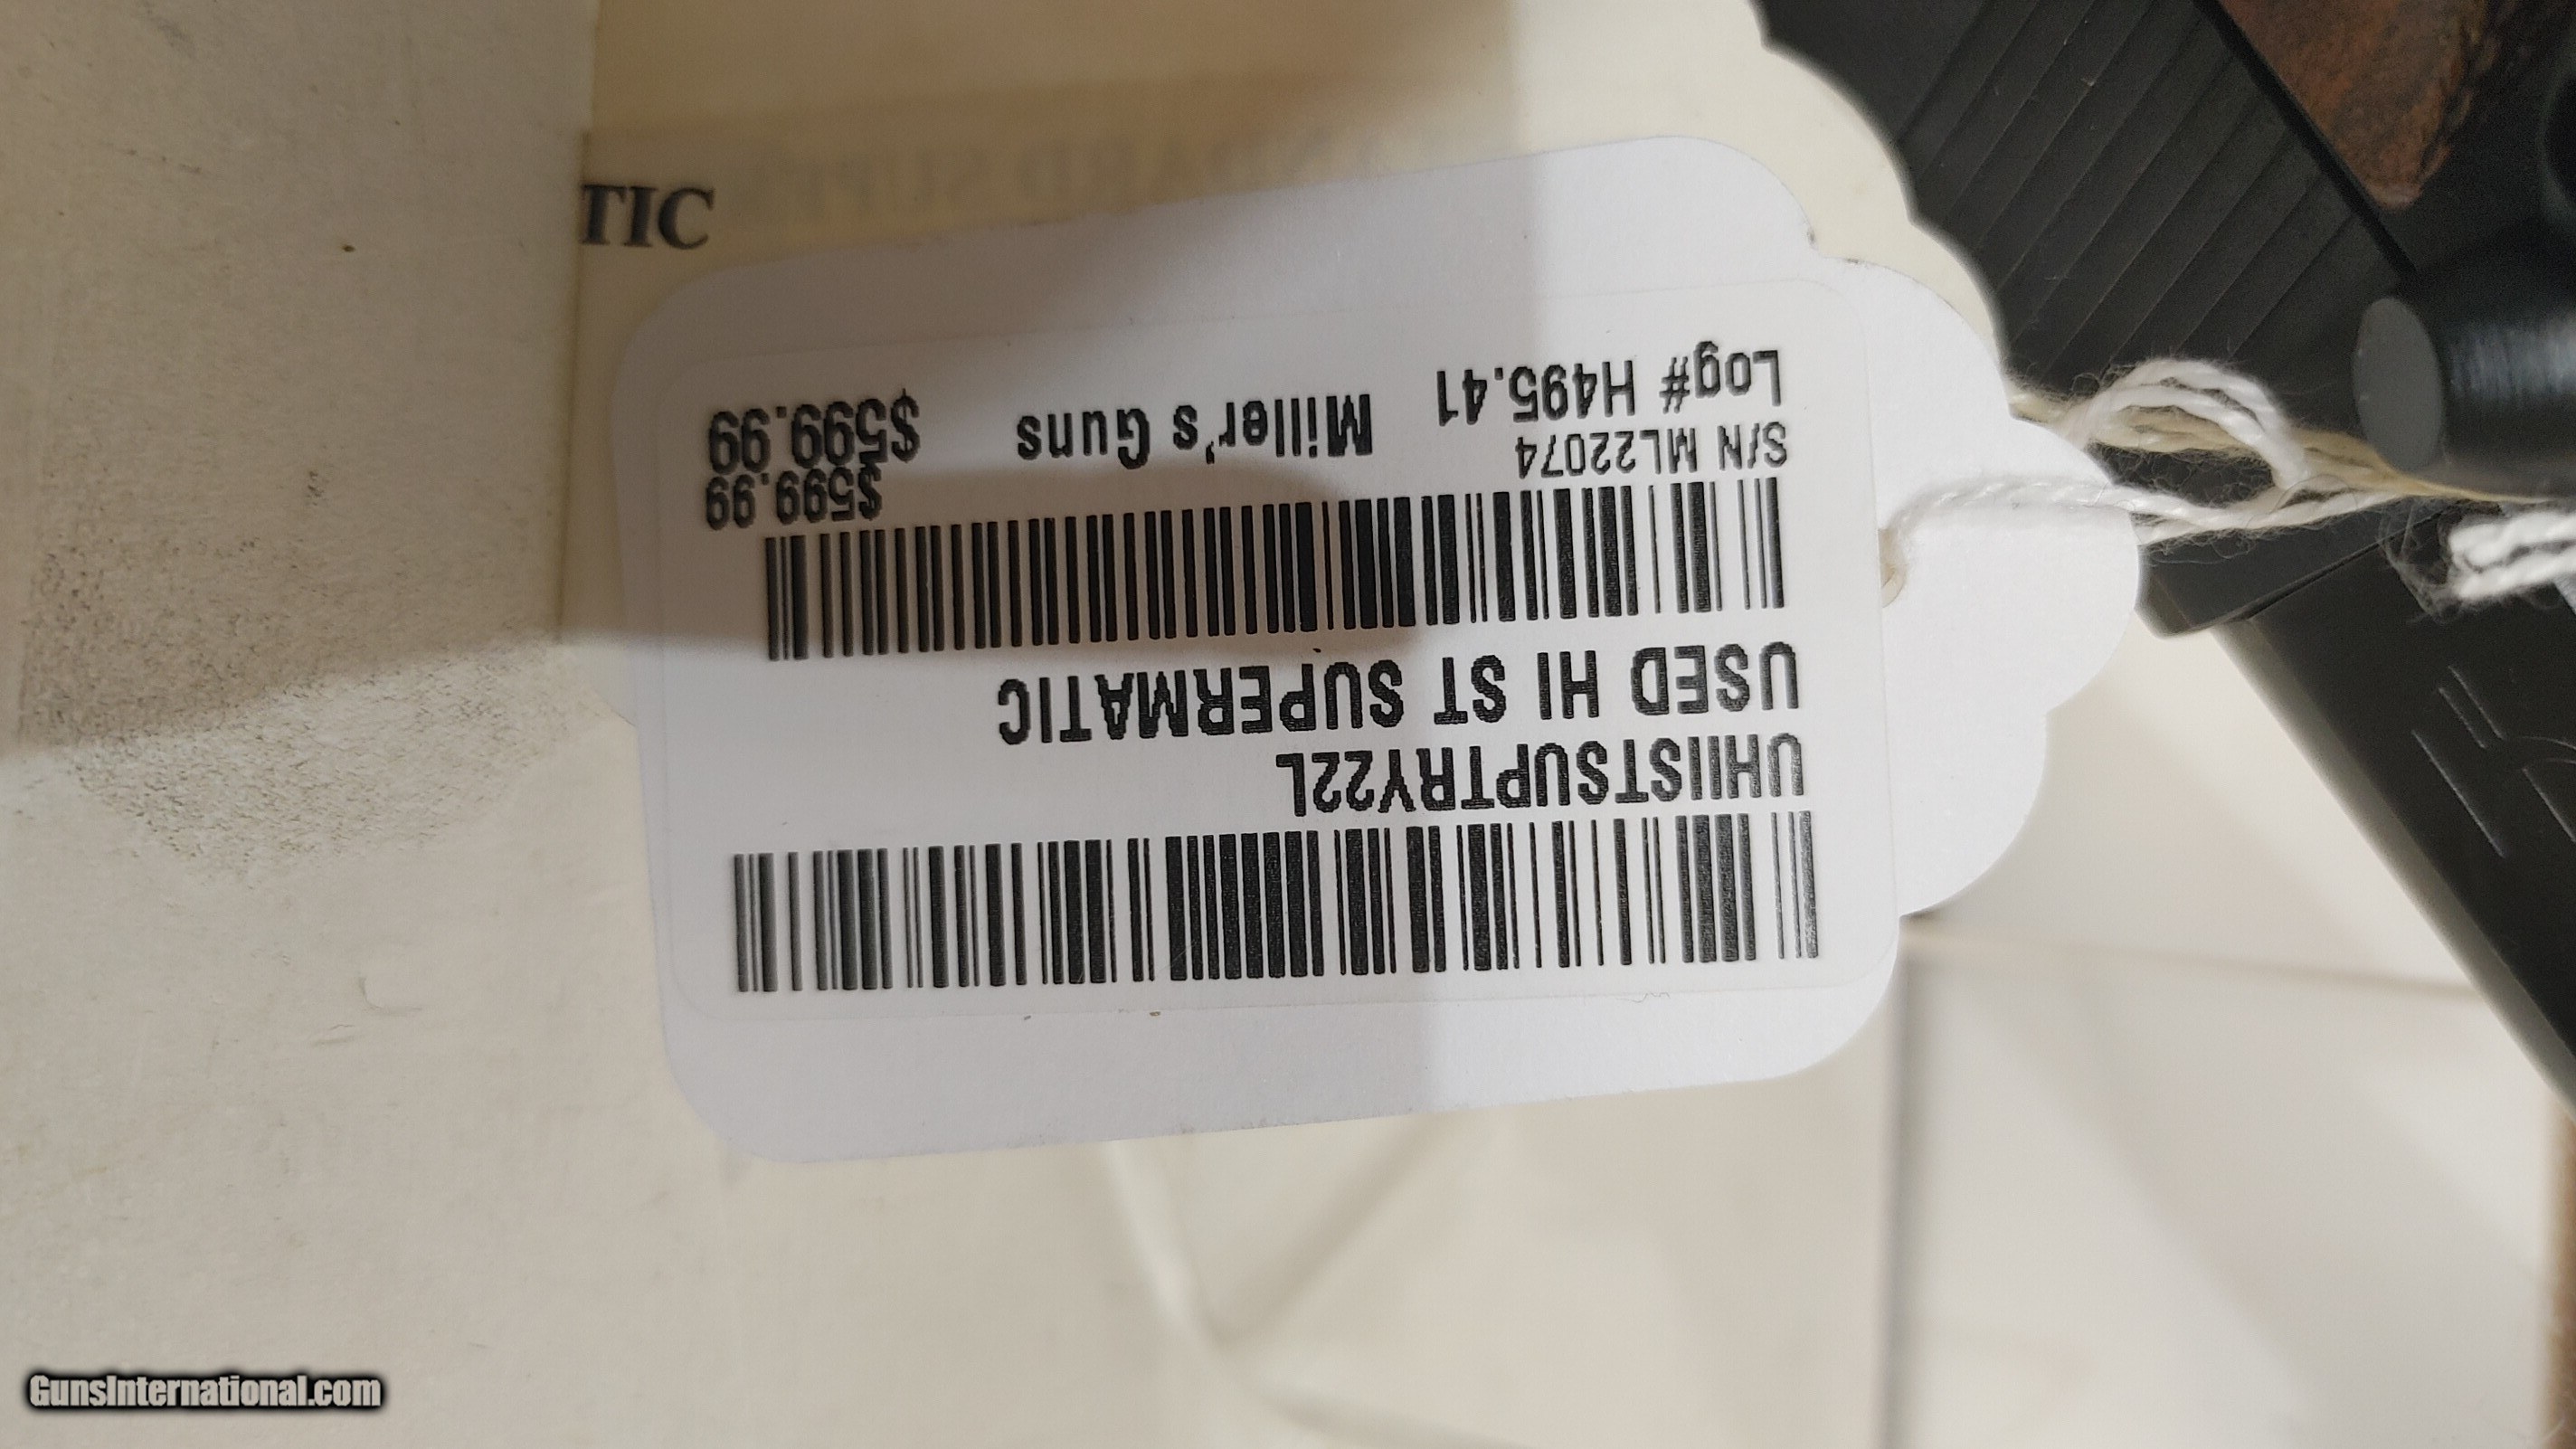 UHIISTSUPTRY22L
USED HI ST SUPERMATIC
S/N ML22074
$599.99
Log# H495.41 Miller's Guns $599.99
TIC
GunsInternational.com